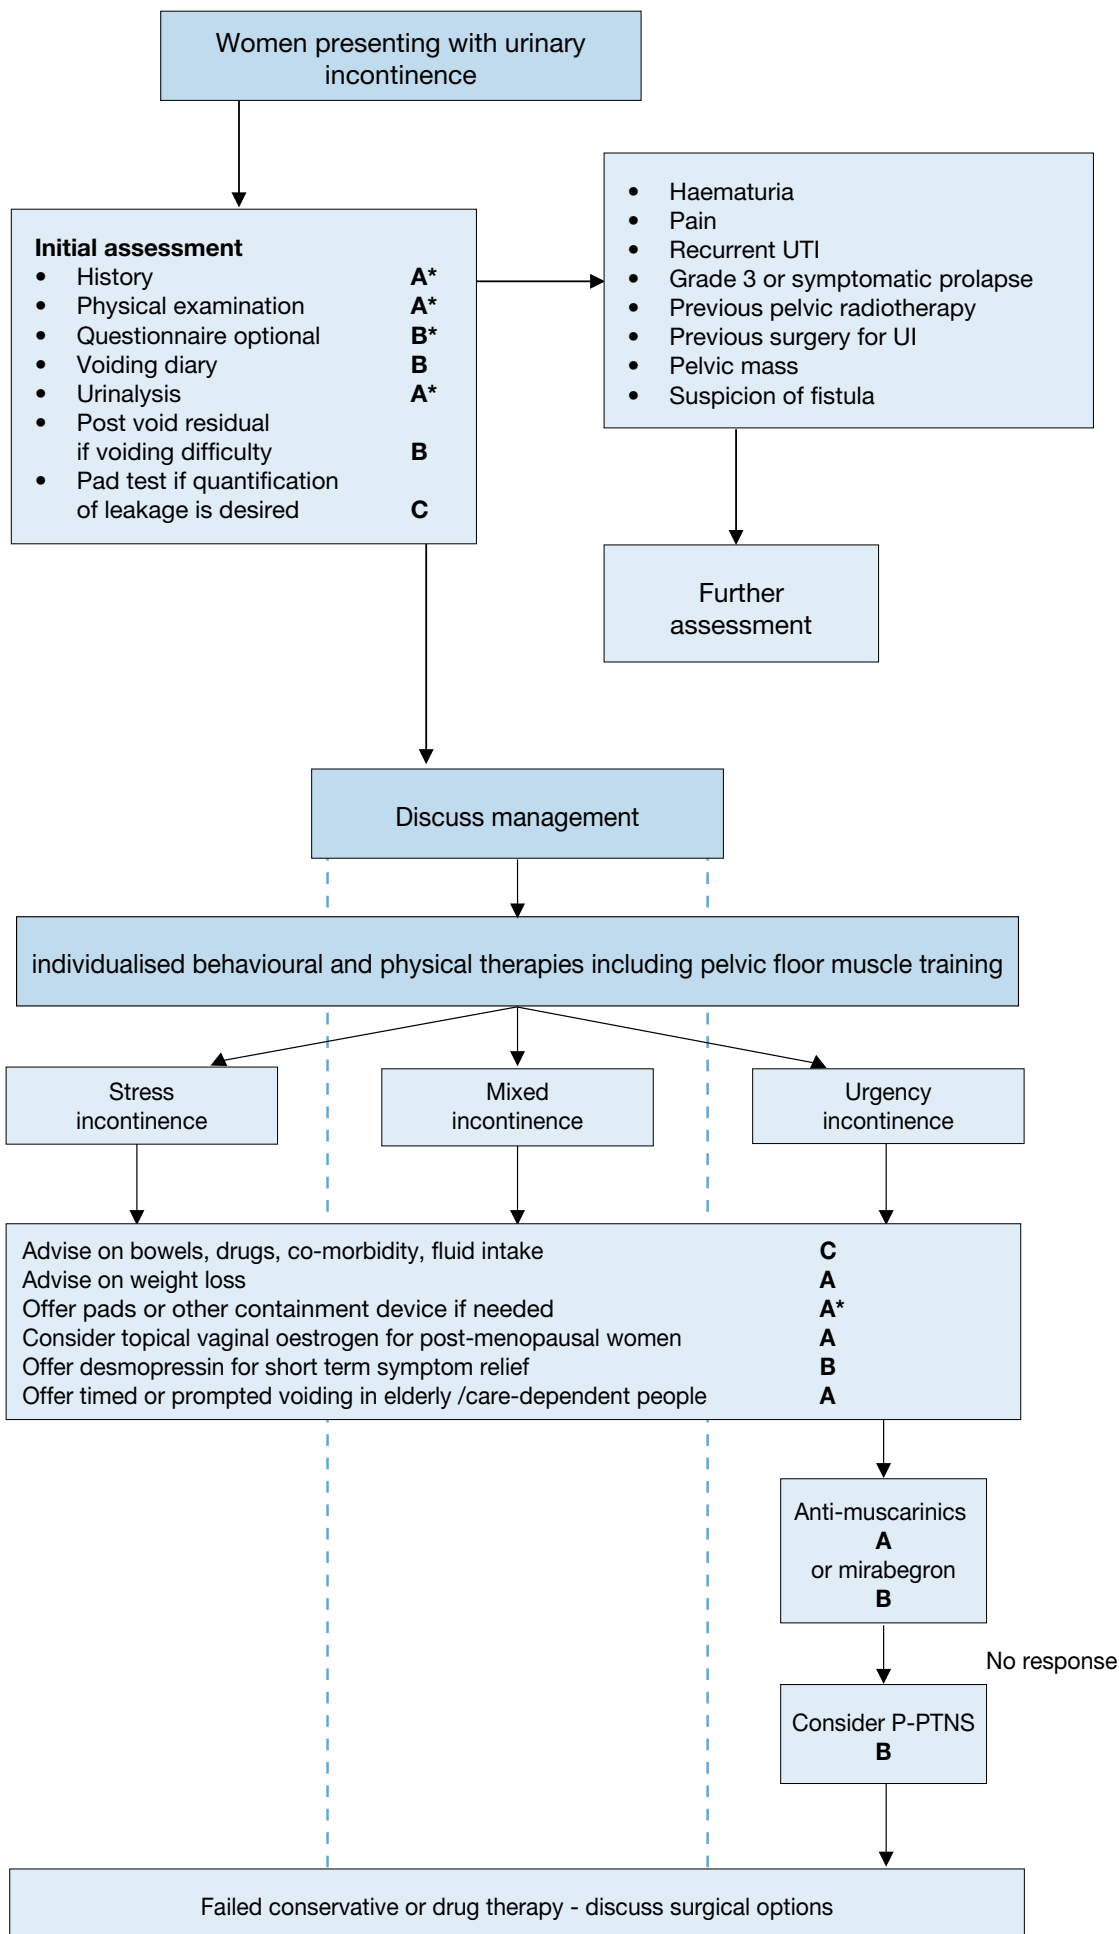 Women presenting with urinary
incontinence
Initial assessment
• History A*
• Physical examination A*
• Questionnaire optional B*
• Voiding diary B
• Urinalysis A*
• Post void residual
if voiding difficulty B
• Pad test if quantification
of leakage is desired C
• Haematuria
• Pain
• Recurrent UTI
• Grade 3 or symptomatic prolapse
• Previous pelvic radiotherapy
• Previous surgery for UI
• Pelvic mass
• Suspicion of fistula
Further
assessment
Discuss management
individualised behavioural and physical therapies including pelvic floor muscle training
Stress
incontinence
Mixed
incontinence
Urgency
incontinence
Advise on bowels, drugs, co-morbidity, fluid intake C
Advise on weight loss A
Offer pads or other containment device if needed A*
Consider topical vaginal oestrogen for post-menopausal women A
Offer desmopressin for short term symptom relief B
Offer timed or prompted voiding in elderly /care-dependent people A
Anti-muscarinics
A
or mirabegron
B
No response
Consider P-PTNS
B
Failed conservative or drug therapy - discuss surgical options